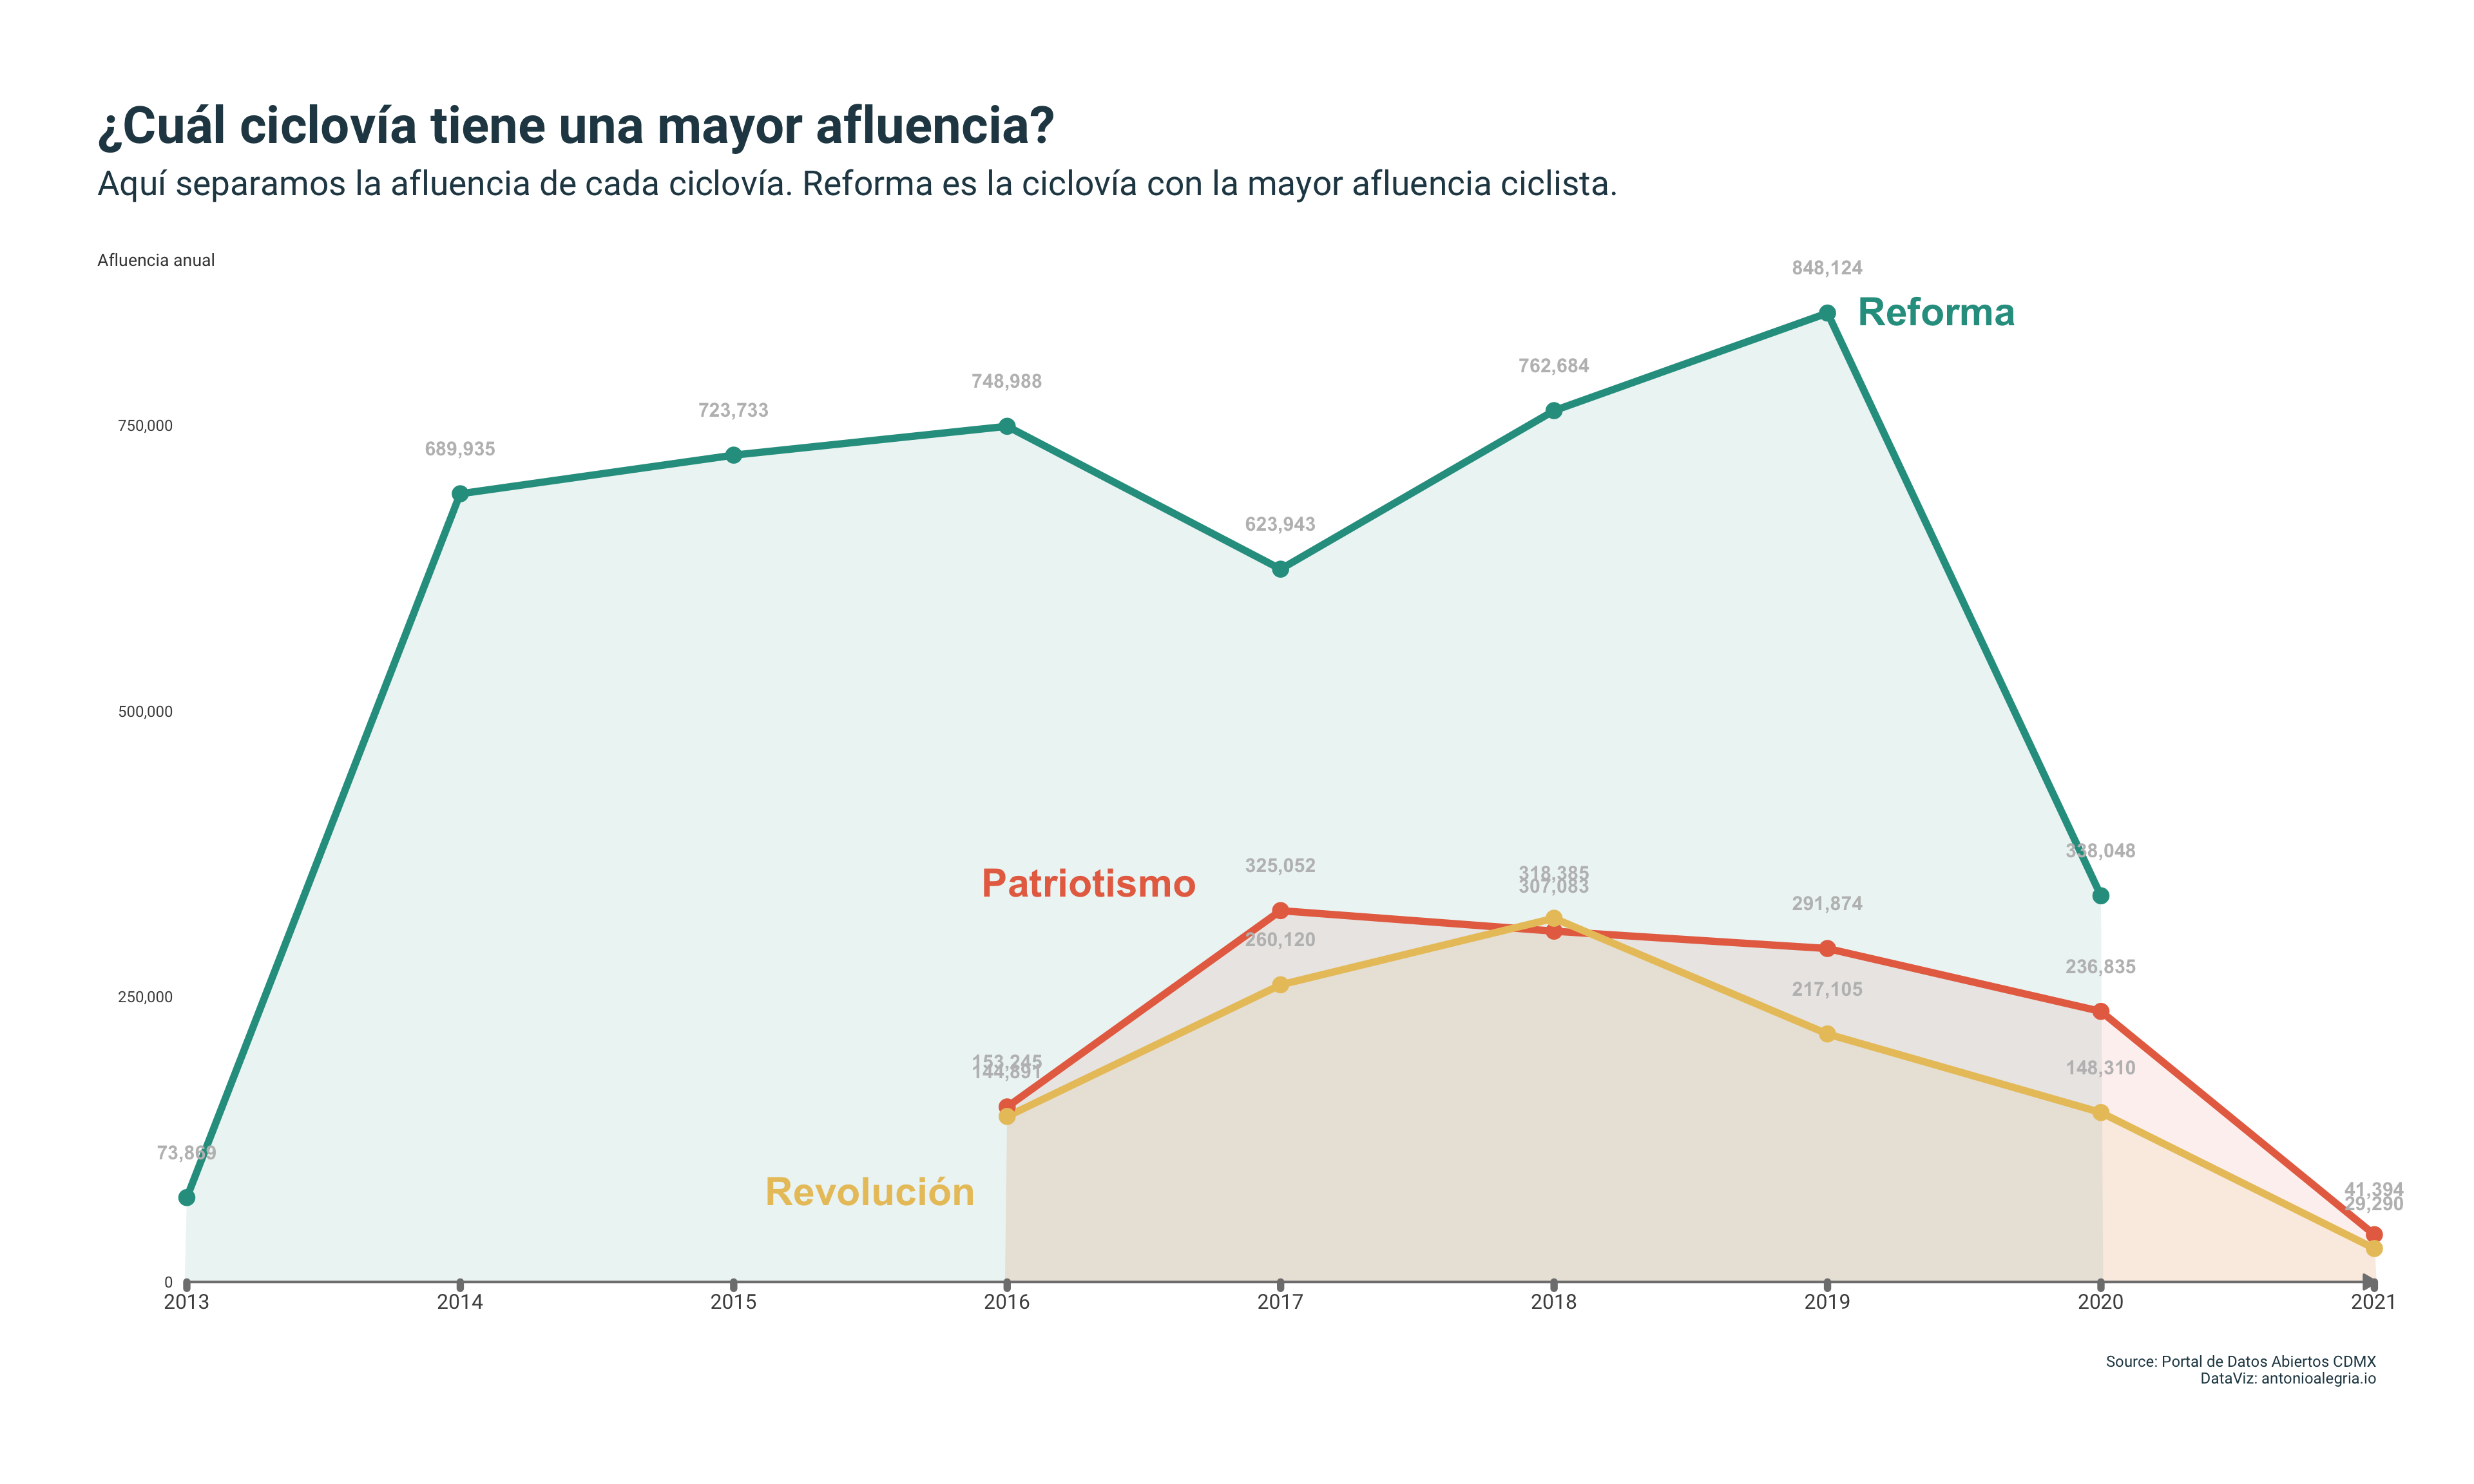 ¿Cuál ciclovía tiene una mayor afluencia?
Aquí separamos la afluencia de cada ciclovía. Reforma es la ciclovía con la mayor afluencia ciclista.
Afluencia anual
848,124
Reforma
762,684
748,988
723,733
750,000
689,935
623,943
500,000
338,048
325,052
318,385
Patriotismo
307,083
291,874
260,120
236,835
217,105
250,000
153,245
148,310
144,891
73,869
Revolución
41,394
29,290
0
2013 2014 2015 2016 2017 2018 2019 2020 2021
Source: Portal de Datos Abiertos CDMX
DataViz: antonioalegria.io